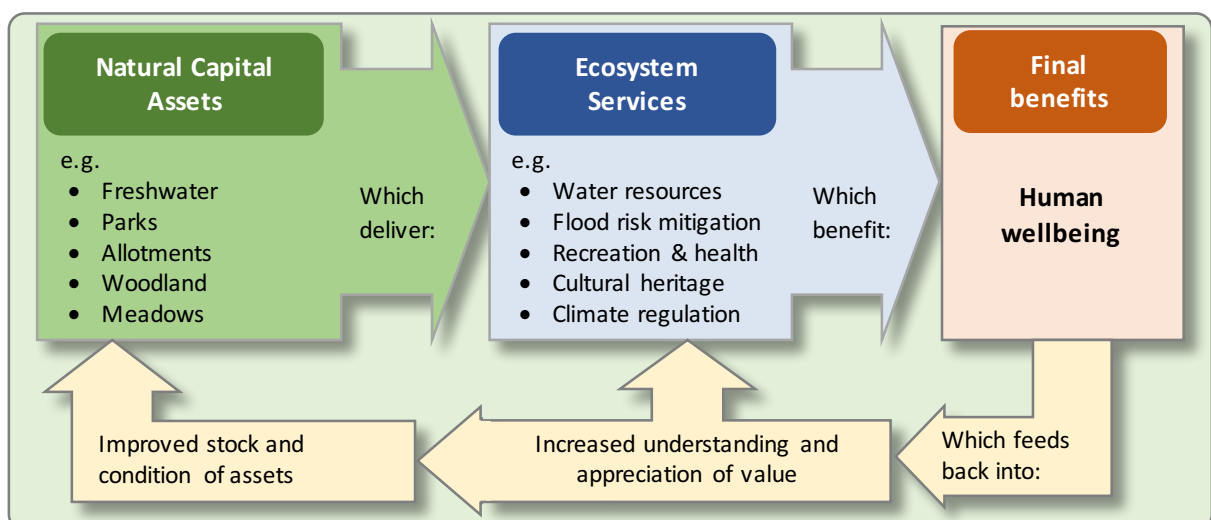 Natural Capital
Assets
e.g.
• Freshwater
• Parks
• Allotments
• Woodland
• Meadows
Which
deliver:
Ecosystem
Services
e.g.
• Water resources
• Flood risk mitigation
• Recreation & health
• Cultural heritage
• Climate regulation
Which
benefit:
Final
benefits
Human
wellbeing
Which feeds
back into:
Increased understanding and
appreciation of value
Improved stock and
condition of assets